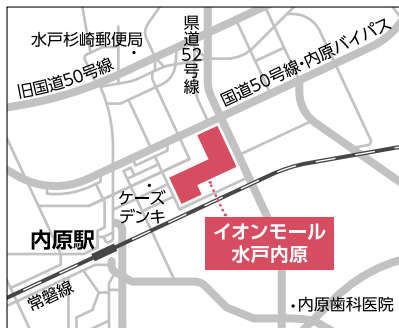 水戸杉崎郵便局
県道52号線
旧国道50号線
国道50号線・内原バイパス
ケーズ
デンキ
内原駅
イオンモール
水戸内原
常磐線
内原歯科医院